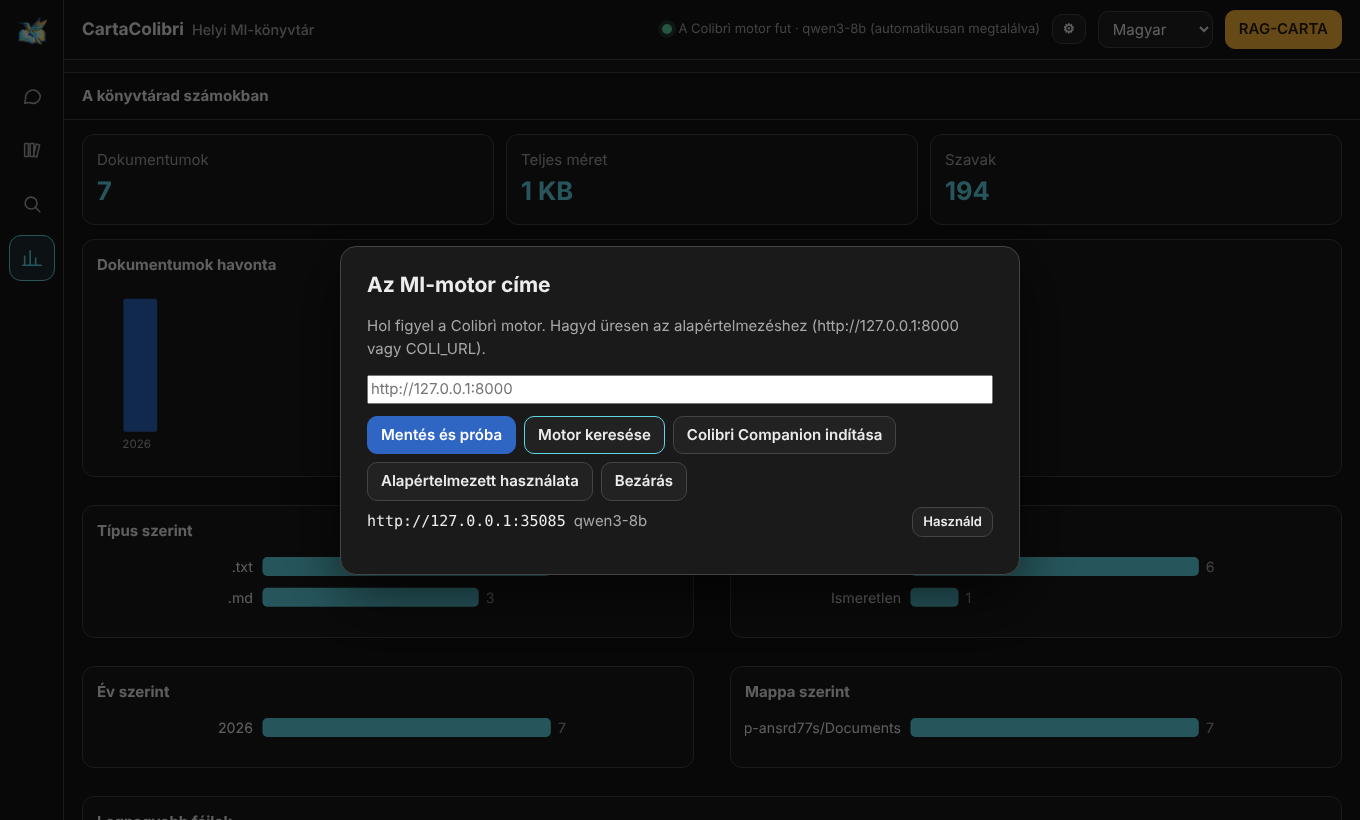 CartaColibri Helyi MI-könyvtár
A Colibrì motor fut · qwen3-8b (automatikusan megtalálva)
Magyar
RAG-CARTA
A könyvtárad számokban
Dokumentumok
7
Teljes méret
1 KB
Szavak
194
Dokumentumok havonta
2026
Az MI-motor címe
Hol figyel a Colibrì motor. Hagyd üresen az alapértelmezéshez (http://127.0.0.1:8000
vagy COLI_URL).
http://127.0.0.1:8000
Mentés és próba
Motor keresése
Colibri Companion indítása
Alapértelmezett használata
Bezárás
http://127.0.0.1:35085 qwen3-8b
Használd
Típus szerint
.txt
.md 3
6
Ismeretlen 1
Év szerint
2026 7
Mappa szerint
p-ansrd77s/Documents 7